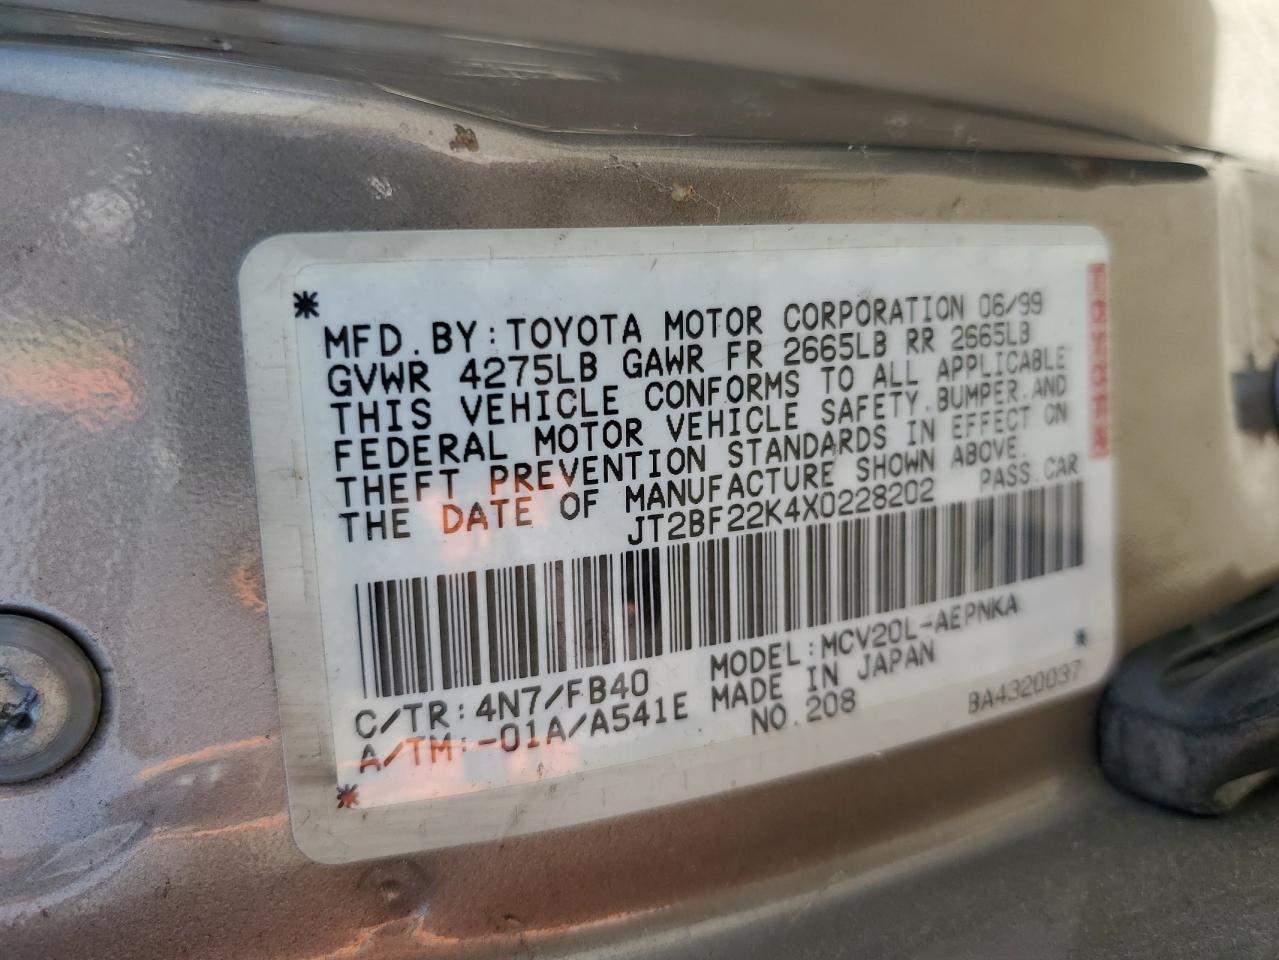 MFD. BY: TOYOTA MOTOR CORPORATION 06/99
GVWR 4275LB GAWR FR 2665LB RR 2665LB
THIS VEHICLE CONFORMS TO ALL APPLICABLE
FEDERAL MOTOR VEHICLE SAFETY, BUMPER, AND
THEFT PREVENTION STANDARDS IN EFFECT ON
THE DATE OF MANUFACTURE SHOWN ABOVE.
JT2BF22K4X0228202 PASS. CAR
C/TR: 4N7/FB40 MODEL: MCV20L-AEPNKA
A/TM: -01A/A541E MADE IN JAPAN
NO. 208 BA4320037